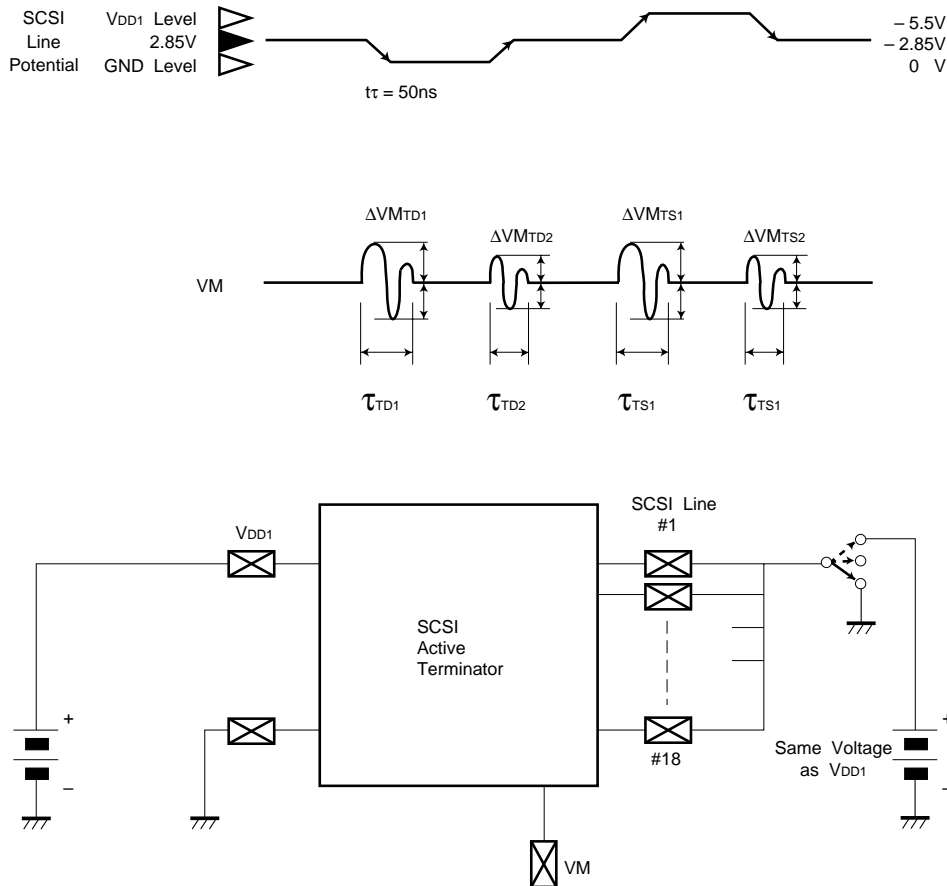 SCSI VDD1 Level
Line 2.85V
Potential GND Level
– 5.5V
– 2.85V
0 V
tτ = 50ns
ΔVMTD1
ΔVMTD2
ΔVMTS1
ΔVMTS2
VM
τTD1
τTD2
τTS1
τTS1
SCSI Line
#1
VDD1
SCSI
Active
Terminator
+
–
#18
Same Voltage
as VDD1
+
–
VM